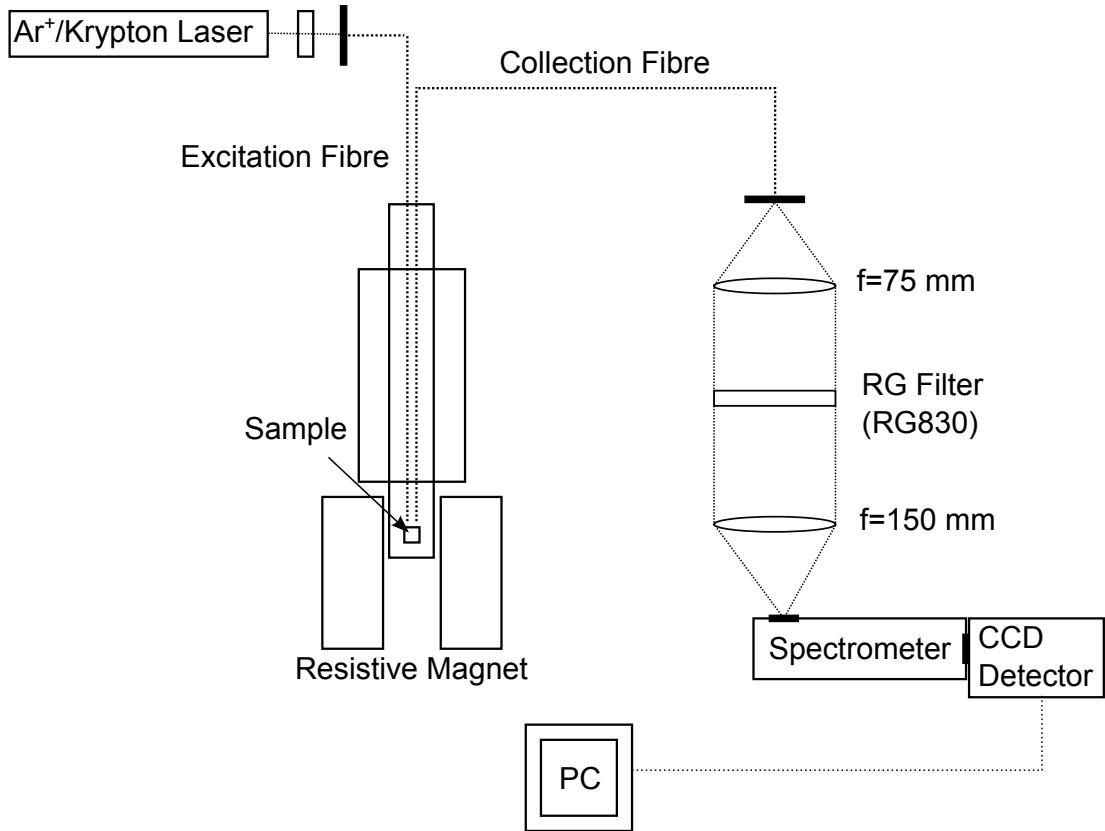 Ar⁺/Krypton Laser
Collection Fibre
Excitation Fibre
f=75 mm
RG Filter
(RG830)
Sample
f=150 mm
Spectrometer
CCD
Detector
Resistive Magnet
PC